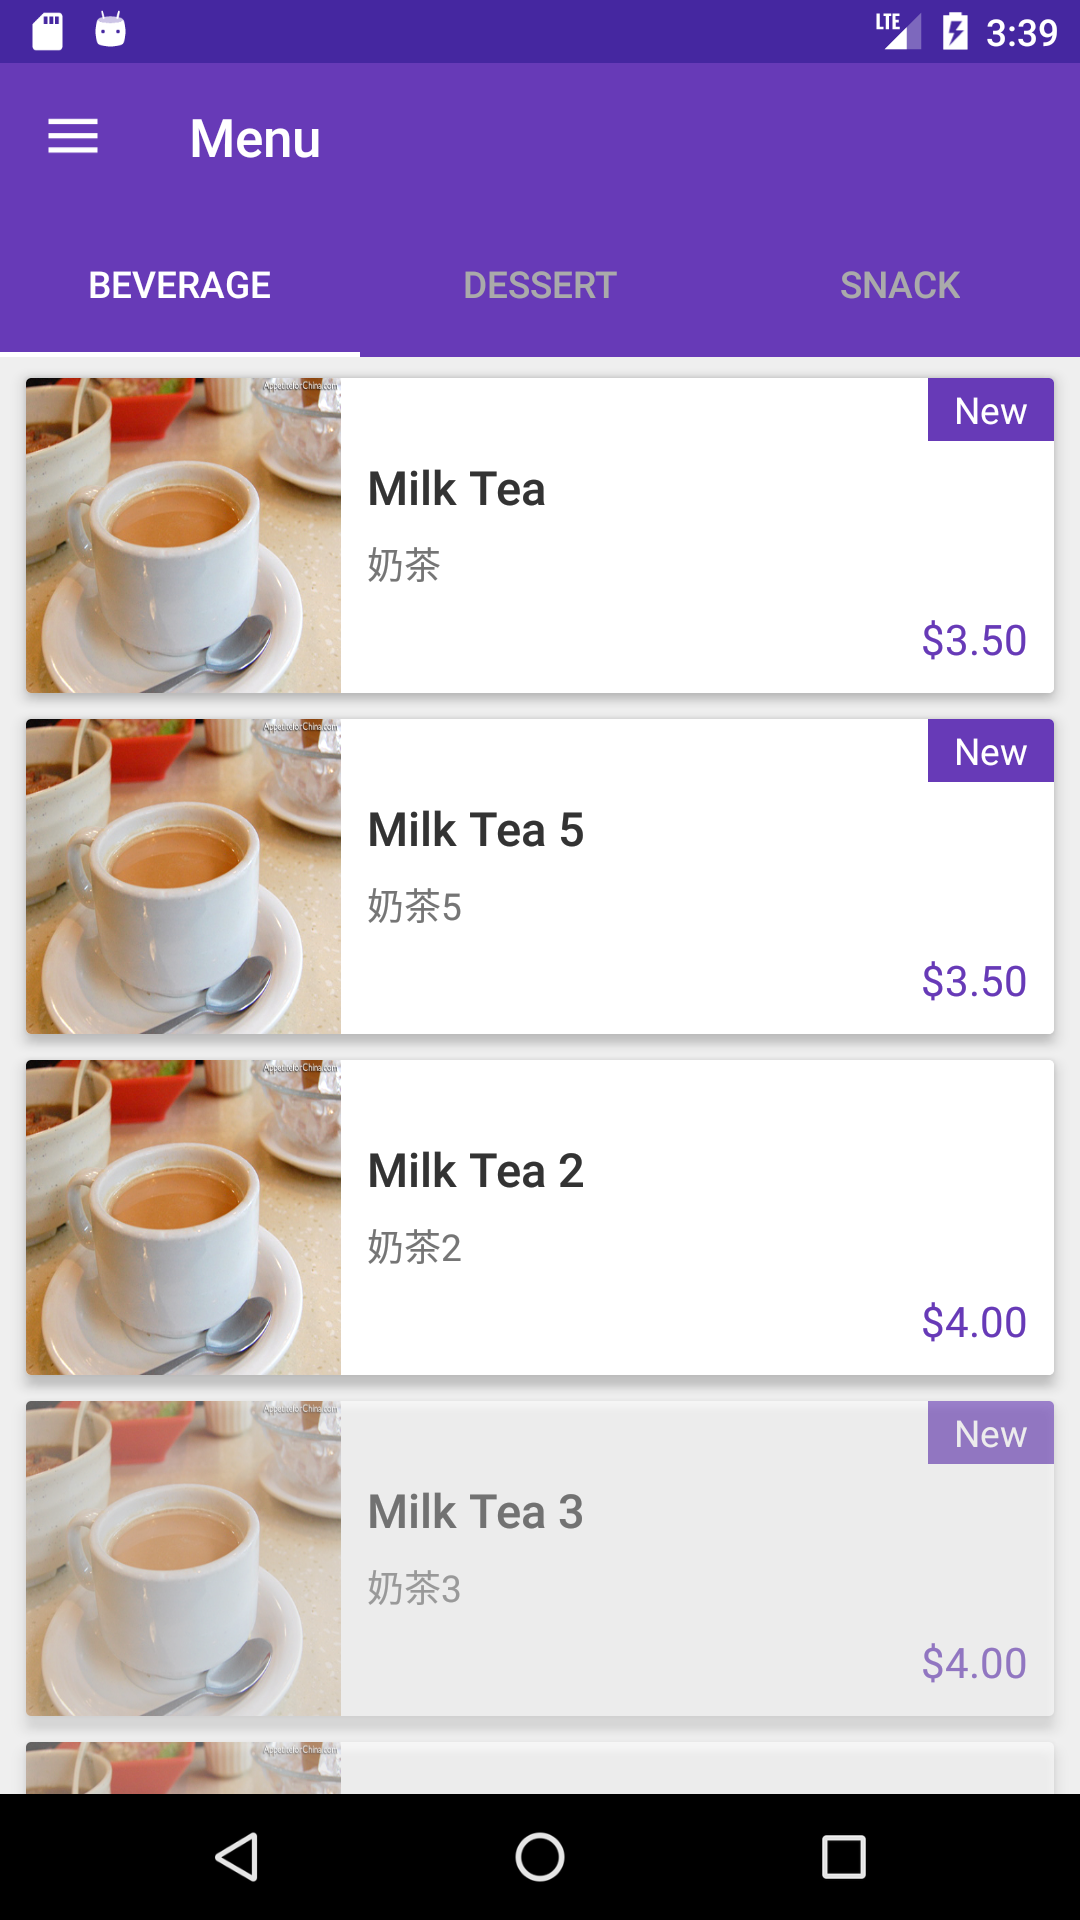 LTE 3:39
Menu
BEVERAGE DESSERT SNACK
AppetiteforChina.com
New
Milk Tea
奶茶
$3.50
AppetiteforChina.com
New
Milk Tea 5
奶茶5
$3.50
AppetiteforChina.com
Milk Tea 2
奶茶2
$4.00
AppetiteforChina.com
New
Milk Tea 3
奶茶3
$4.00
AppetiteforChina.com